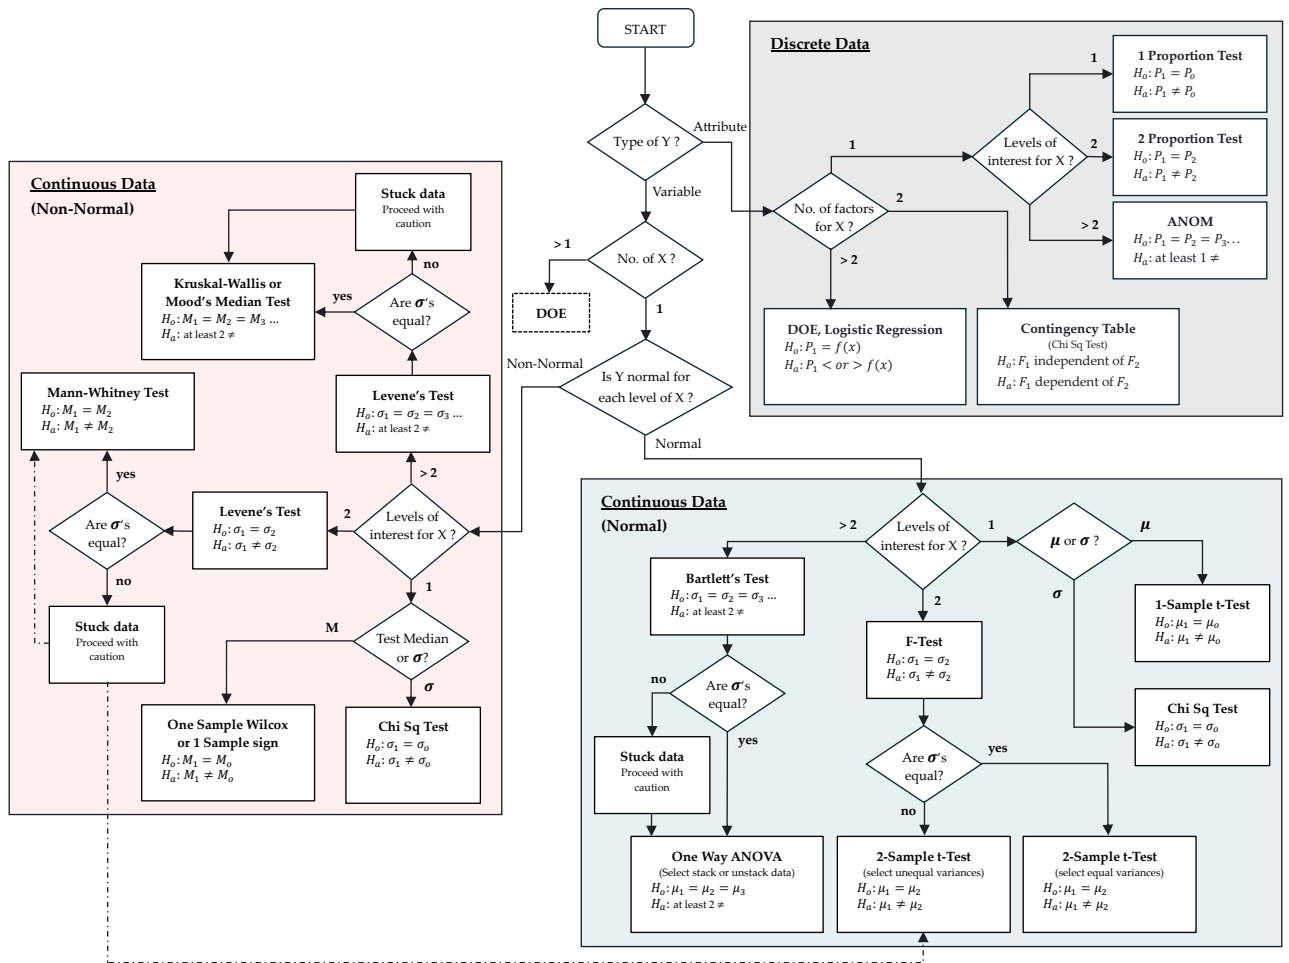 START
Type of Y ?
Attribute
Variable
No. of X ?
> 1
DOE
1
Is Y normal for
each level of X ?
Non-Normal
Normal
Discrete Data
No. of factors
for X ?
1
2
> 2
Levels of
interest for X ?
1
2
> 2
1 Proportion Test
Hₒ: P₁ = Pₒ
Hₐ: P₁ ≠ Pₒ
2 Proportion Test
Hₒ: P₁ = P₂
Hₐ: P₁ ≠ P₂
ANOM
Hₒ: P₁ = P₂ = P₃…
Hₐ: at least 1 ≠
DOE, Logistic Regression
Hₒ: P₁ = f(x)
Hₐ: P₁ < or > f(x)
Contingency Table
(Chi Sq Test)
Hₒ: F₁ independent of F₂
Hₐ: F₁ dependent of F₂
Continuous Data
(Non-Normal)
Stuck data
Proceed with
caution
no
Are σ‘s
equal?
yes
Kruskal-Wallis or
Mood’s Median Test
Hₒ: M₁ = M₂ = M₃ …
Hₐ: at least 2 ≠
Levene’s Test
Hₒ: σ₁ = σ₂ = σ₃ …
Hₐ: at least 2 ≠
> 2
Mann-Whitney Test
Hₒ: M₁ = M₂
Hₐ: M₁ ≠ M₂
yes
Are σ‘s
equal?
no
Levene’s Test
Hₒ: σ₁ = σ₂
Hₐ: σ₁ ≠ σ₂
2
Levels of
interest for X ?
1
Stuck data
Proceed with
caution
Test Median
or σ?
M
σ
One Sample Wilcox
or 1 Sample sign
Hₒ: M₁ = Mₒ
Hₐ: M₁ ≠ Mₒ
Chi Sq Test
Hₒ: σ₁ = σₒ
Hₐ: σ₁ ≠ σₒ
Continuous Data
(Normal)
Levels of
interest for X ?
> 2
1
2
μ or σ ?
μ
σ
1-Sample t-Test
Hₒ: μ₁ = μₒ
Hₐ: μ₁ ≠ μₒ
Chi Sq Test
Hₒ: σ₁ = σₒ
Hₐ: σ₁ ≠ σₒ
Bartlett’s Test
Hₒ: σ₁ = σ₂ = σ₃ …
Hₐ: at least 2 ≠
Are σ‘s
equal?
no
yes
Stuck data
Proceed with
caution
F-Test
Hₒ: σ₁ = σ₂
Hₐ: σ₁ ≠ σ₂
Are σ‘s
equal?
yes
no
One Way ANOVA
(Select stack or unstack data)
Hₒ: μ₁ = μ₂ = μ₃
Hₐ: at least 2 ≠
2-Sample t-Test
(select unequal variances)
Hₒ: μ₁ = μ₂
Hₐ: μ₁ ≠ μ₂
2-Sample t-Test
(select equal variances)
Hₒ: μ₁ = μ₂
Hₐ: μ₁ ≠ μ₂